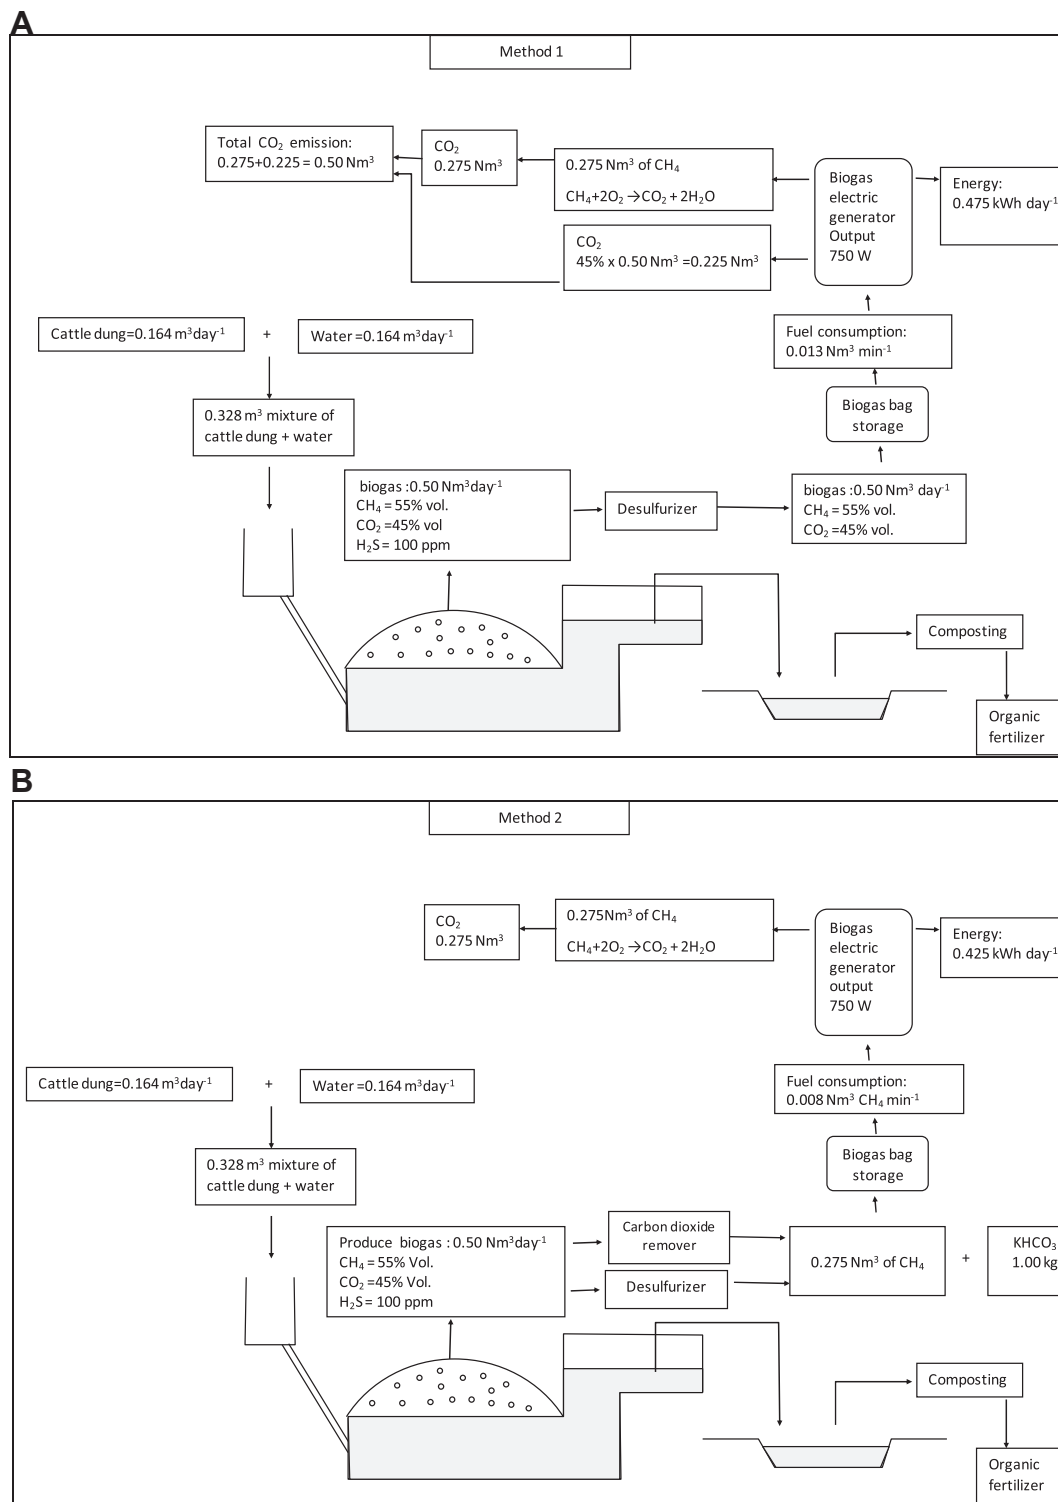 A
Method 1
Total CO₂ emission:
0.275+0.225 = 0.50 Nm³
CO₂
0.275 Nm³
0.275 Nm³ of CH₄
CH₄+2O₂ →CO₂ + 2H₂O
CO₂
45% x 0.50 Nm³ =0.225 Nm³
Biogas
electric
generator
Output
750 W
Energy:
0.475 kWh day⁻¹
Cattle dung=0.164 m³day⁻¹
+
Water =0.164 m³day⁻¹
Fuel consumption:
0.013 Nm³ min⁻¹
0.328 m³ mixture of
cattle dung + water
Biogas bag
storage
biogas :0.50 Nm³day⁻¹
CH₄ = 55% vol.
CO₂ =45% vol
H₂S = 100 ppm
Desulfurizer
biogas :0.50 Nm³ day⁻¹
CH₄ = 55% vol.
CO₂ =45% vol.
Composting
Organic
fertilizer
B
Method 2
CO₂
0.275 Nm³
0.275Nm³ of CH₄
CH₄+2O₂ →CO₂ + 2H₂O
Biogas
electric
generator
output
750 W
Energy:
0.425 kWh day⁻¹
Cattle dung=0.164 m³day⁻¹
+
Water =0.164 m³day⁻¹
Fuel consumption:
0.008 Nm³ CH₄ min⁻¹
0.328 m³ mixture of
cattle dung + water
Biogas bag
storage
Produce biogas : 0.50 Nm³day⁻¹
CH₄ = 55% Vol.
CO₂ =45% Vol.
H₂S = 100 ppm
Carbon dioxide
remover
Desulfurizer
0.275 Nm³ of CH₄
+
KHCO₃
1.00 kg
Composting
Organic
fertilizer